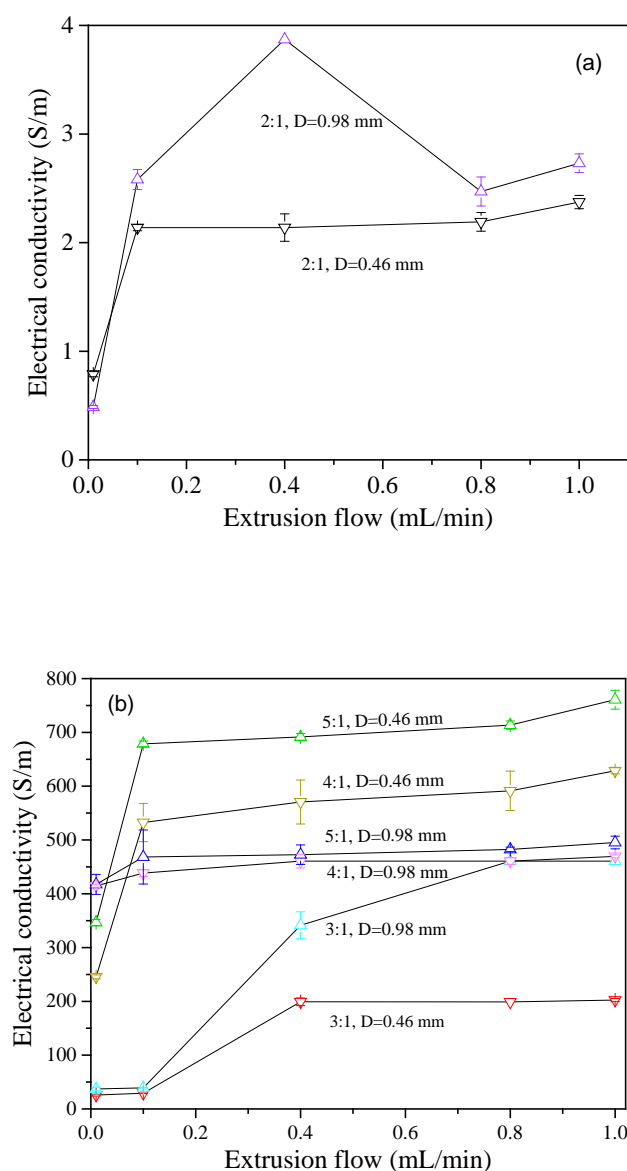 (a)
4
3
2
1
0
2:1, D=0.98 mm
2:1, D=0.46 mm
0.0 0.2 0.4 0.6 0.8 1.0
Extrusion flow (mL/min)
Electrical conductivity (S/m)
(b)
800
700
600
500
400
300
200
100
0
5:1, D=0.46 mm
4:1, D=0.46 mm
5:1, D=0.98 mm
4:1, D=0.98 mm
3:1, D=0.98 mm
3:1, D=0.46 mm
0.0 0.2 0.4 0.6 0.8 1.0
Extrusion flow (mL/min)
Electrical conductivity (S/m)